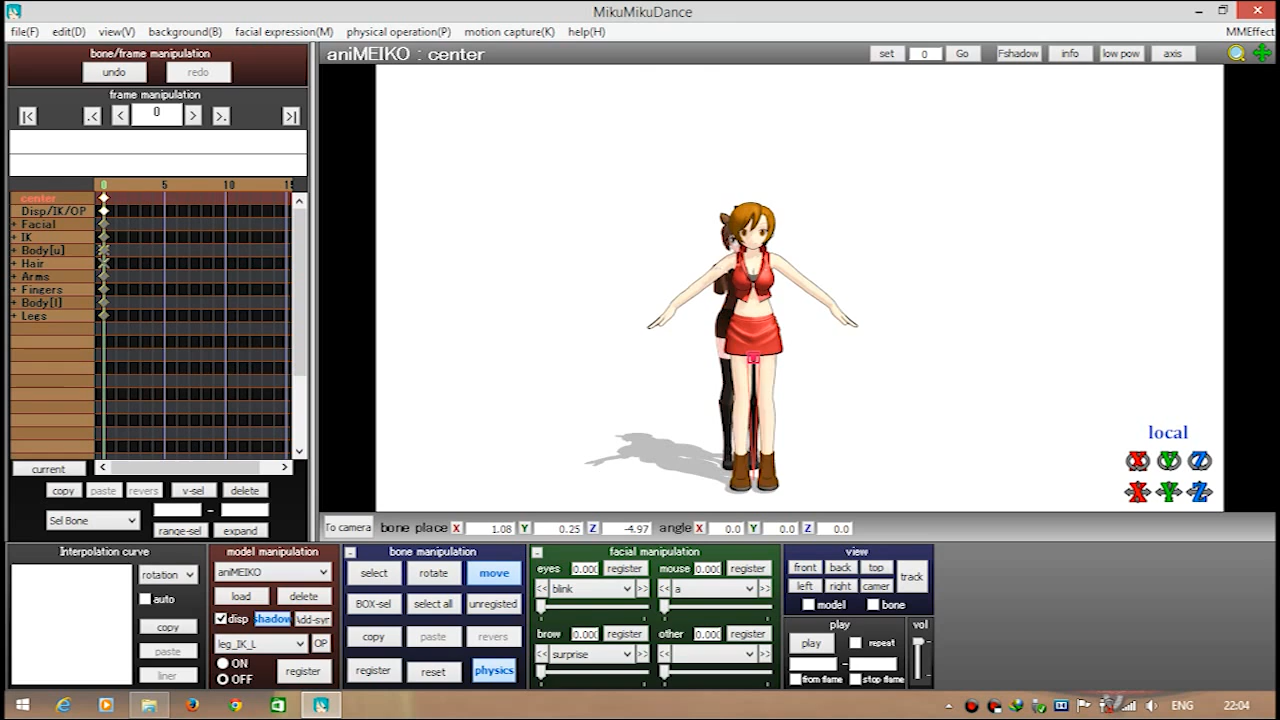 MikuMikuDance
file(F) edit(D) view(V) background(B) facial expression(M) physical operation(P) motion capture(K) help(H) MMEffect
bone/frame manipulation
undo redo
frame manipulation
|< .< < 0 > >. >|
0 5 10
center
Disp/IK/OP
+ Facial
+ IK
+ Body[u]
+ Hair
+ Arms
+ Fingers
+ Body[l]
+ Legs
current < >
copy paste revers v-sel delete
Sel Bone -
range-sel expand
aniMEIKO : center
set 0 Go Fshadow info low pow axis
local
X Y Z
X Y Z
To camera bone place X 1.08 Y 0.25 Z -4.97 angle X 0.0 Y 0.0 Z 0.0
Interpolation curve
rotation
auto
copy
paste
liner
model manipulation
aniMEIKO
load delete
disp shadow Add-syn
leg_IK_L OP
ON
OFF
register
- bone manipulation
select rotate move
BOX-sel select all unregisted
copy paste revers
register reset physics
- facial manipulation
eyes 0.000 register mouse 0.000 register
<< blink >> << a >>
brow 0.000 register other 0.000 register
<< surprise >> << >>
view
front back top
left right camer
track
model bone
play
play repeat
-
from flame stop flame
vol
ENG 22:04